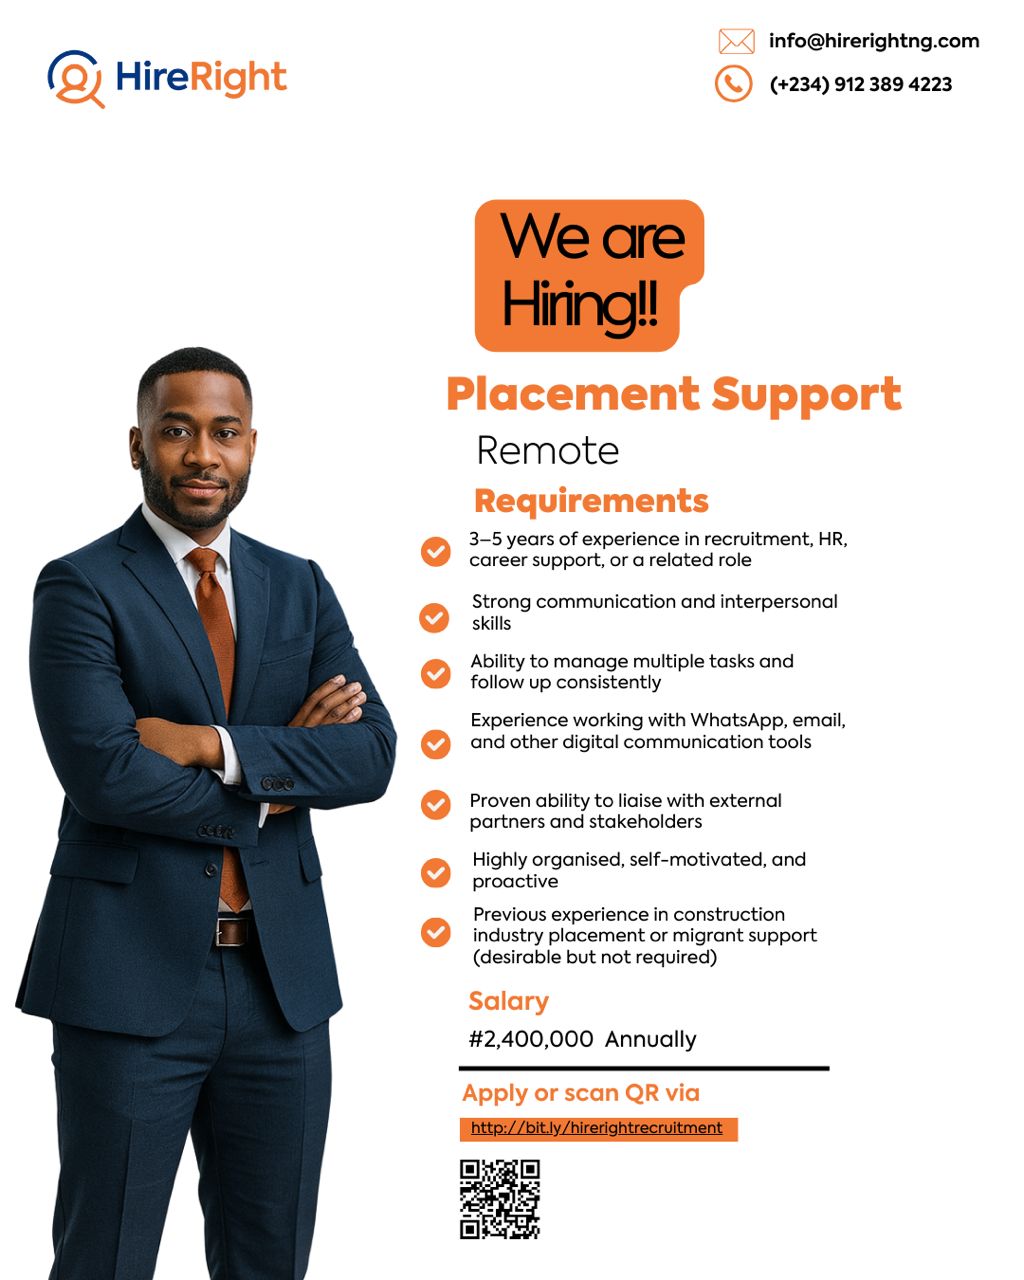 HireRight
info@hirerightng.com
(+234) 912 389 4223
We are
Hiring!!
Placement Support
Remote
Requirements
3–5 years of experience in recruitment, HR,
career support, or a related role
Strong communication and interpersonal
skills
Ability to manage multiple tasks and
follow up consistently
Experience working with WhatsApp, email,
and other digital communication tools
Proven ability to liaise with external
partners and stakeholders
Highly organised, self-motivated, and
proactive
Previous experience in construction
industry placement or migrant support
(desirable but not required)
Salary
#2,400,000 Annually
Apply or scan QR via
http://bit.ly/hirerightrecruitment